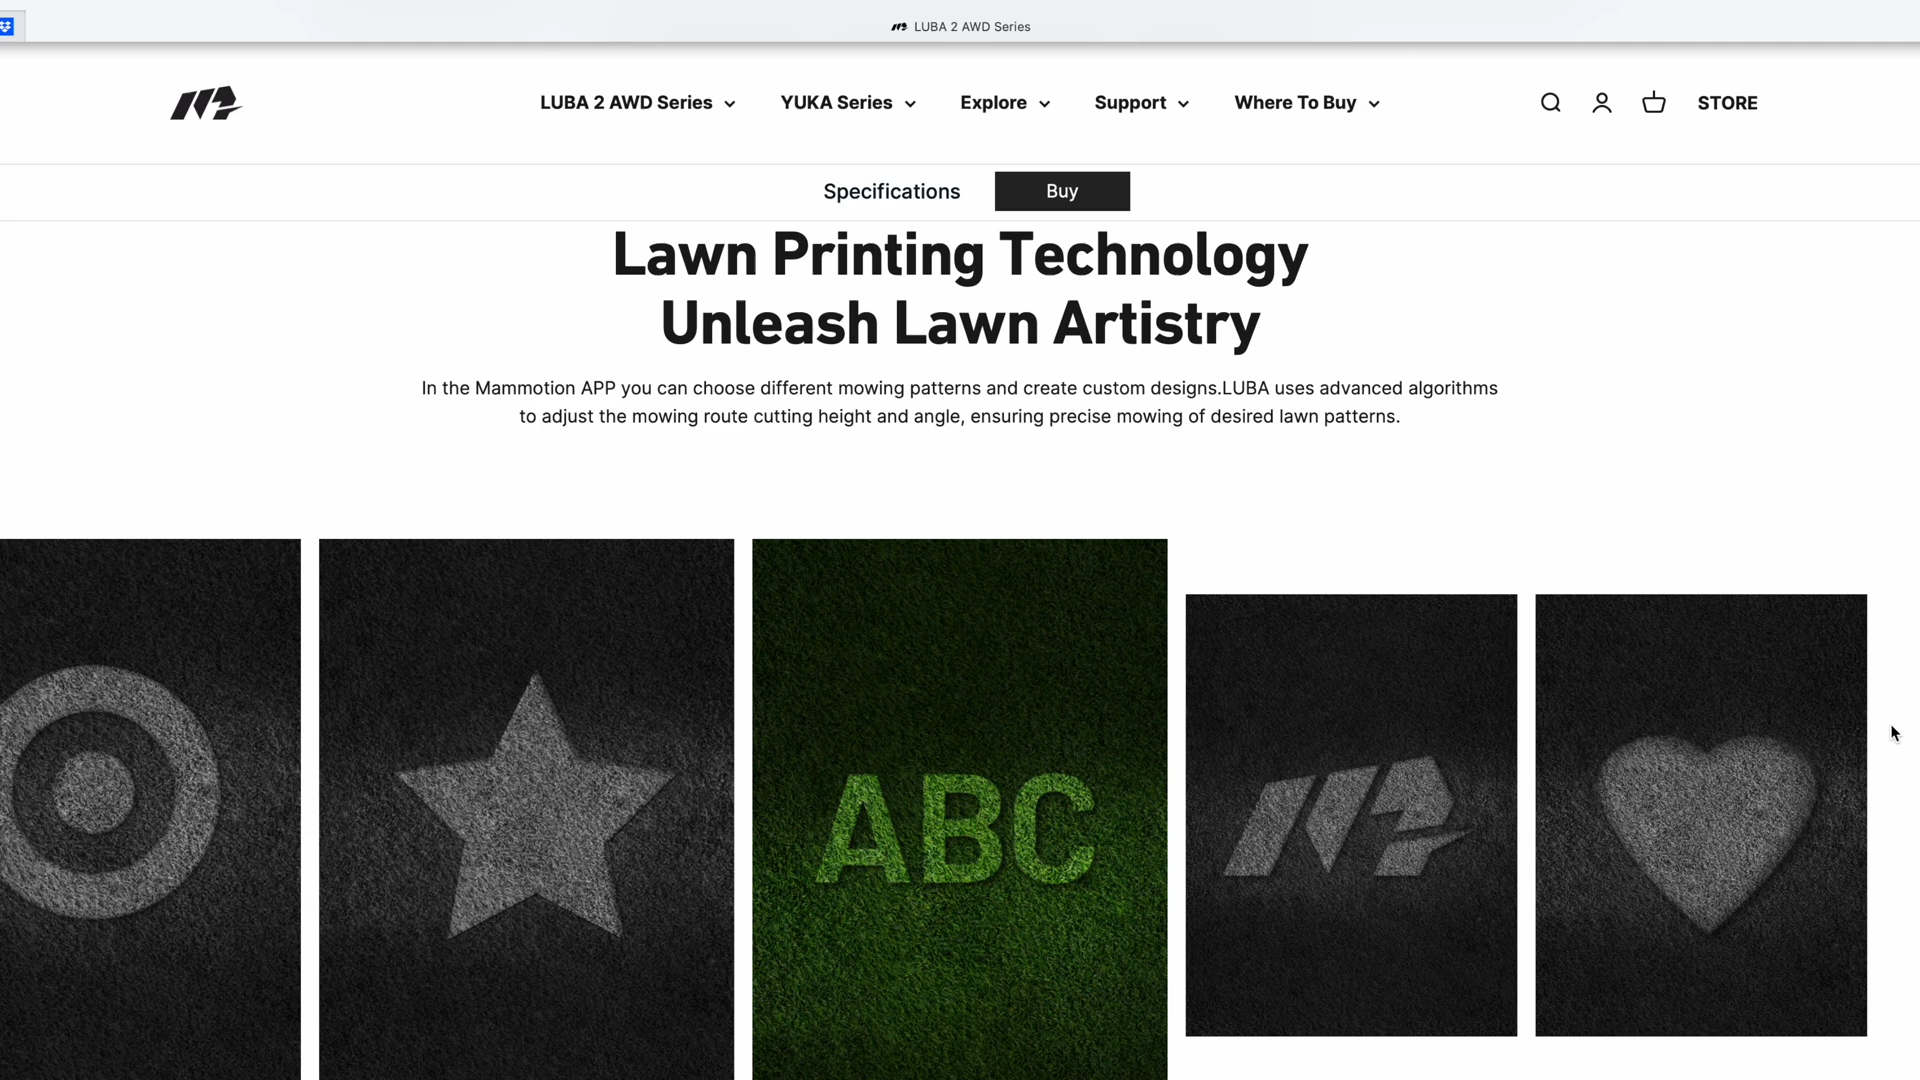 LUBA 2 AWD Series
LUBA 2 AWD Series
YUKA Series
Explore
Support
Where To Buy
STORE
Specifications
Buy
Lawn Printing Technology
Unleash Lawn Artistry
In the Mammotion APP you can choose different mowing patterns and create custom designs.LUBA uses advanced algorithms
to adjust the mowing route cutting height and angle, ensuring precise mowing of desired lawn patterns.
ABC